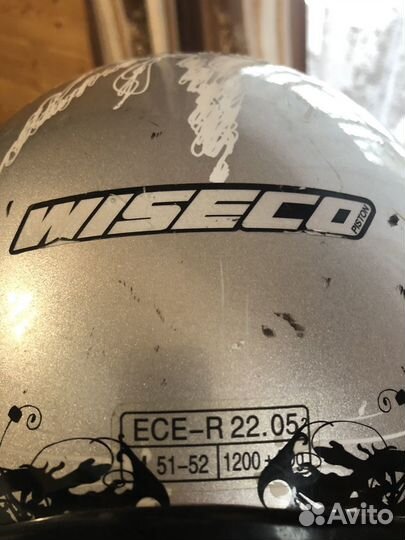 WISECO
PISTON
ECE-R 22.05
51-52 1200
Avito